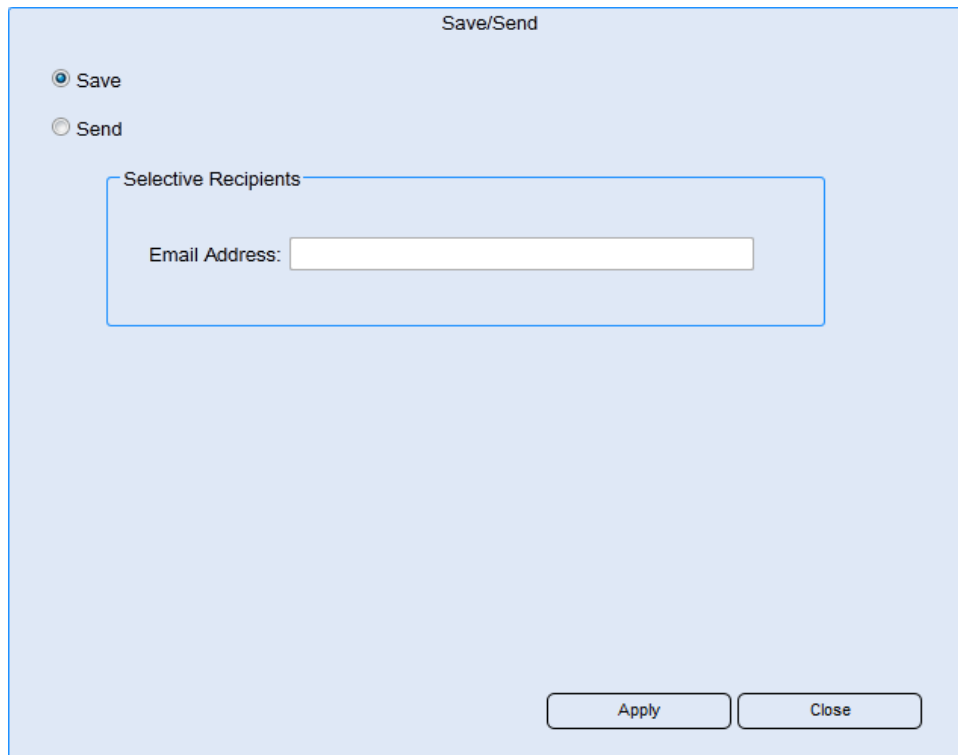 Save/Send
Save
Send
Selective Recipients
Email Address:
Apply Close